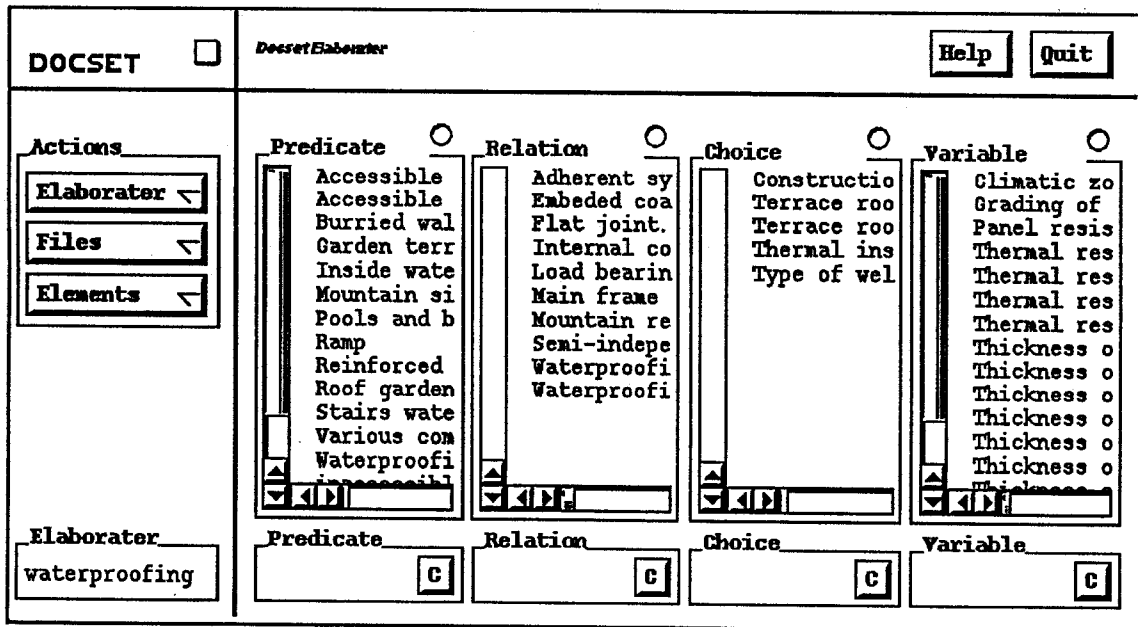 DOCSET
Docset Elaborater
Help
Quit
Actions
Elaborater
Files
Elements
Predicate
Accessible
Accessible
Burried wal
Garden terr
Inside wate
Mountain si
Pools and b
Ramp
Reinforced
Roof garden
Stairs wate
Various com
Waterproofi
inaccessibl
Relation
Adherent sy
Embeded coa
Flat joint.
Internal co
Load bearin
Main frame
Mountain re
Semi-indepe
Waterproofi
Waterproofi
Choice
Constructio
Terrace roo
Terrace roo
Thermal ins
Type of wel
Variable
Climatic zo
Grading of
Panel resis
Thermal res
Thermal res
Thermal res
Thermal res
Thickness o
Thickness o
Thickness o
Thickness o
Thickness o
Thickness o
Thickness o
Elaborater
waterproofing
Predicate
C
Relation
C
Choice
C
Variable
C